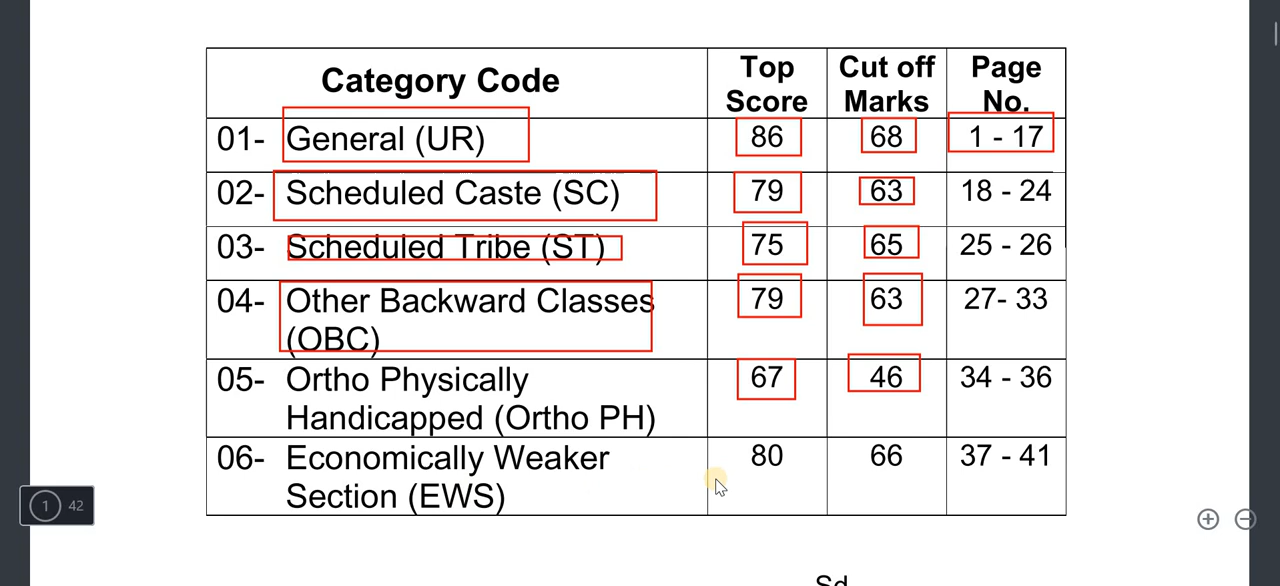 Category Code Top Score Cut off Marks Page No.
01- General (UR) 86 68 1 - 17
02- Scheduled Caste (SC) 79 63 18 - 24
03- Scheduled Tribe (ST) 75 65 25 - 26
04- Other Backward Classes (OBC) 79 63 27- 33
05- Ortho Physically Handicapped (Ortho PH) 67 46 34 - 36
06- Economically Weaker Section (EWS) 80 66 37 - 41
1 42
Sd